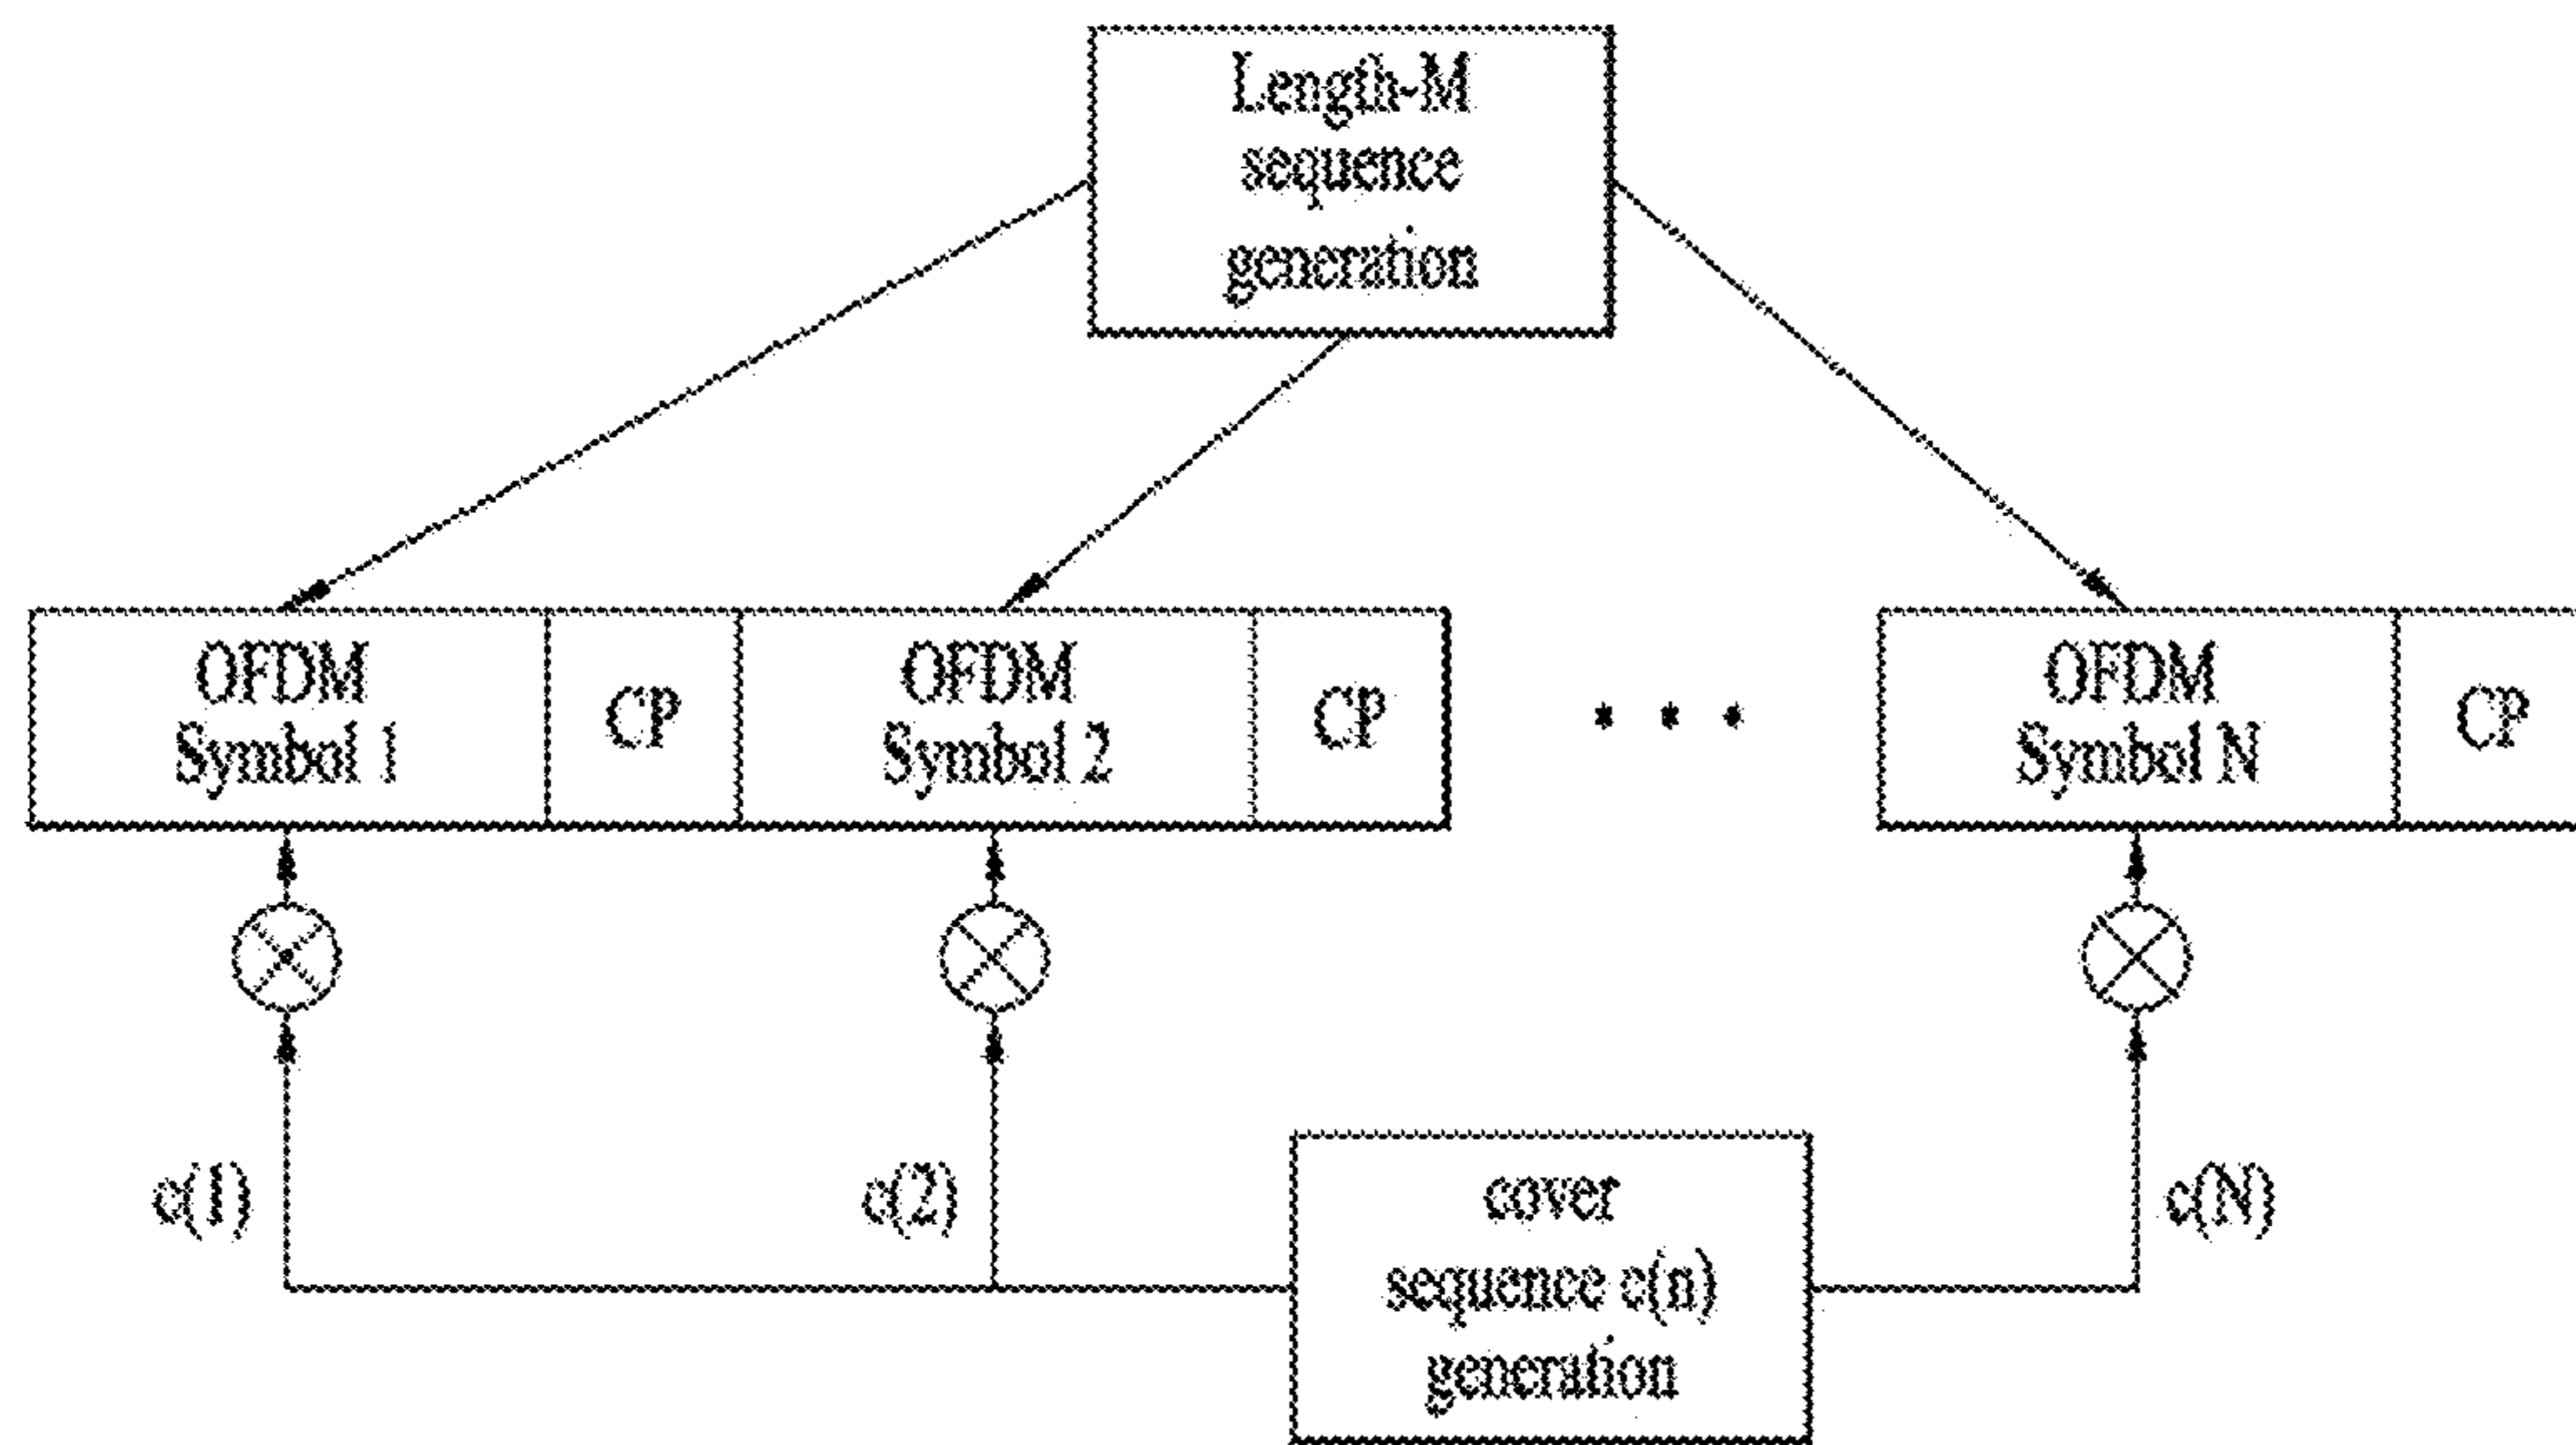 Length-M
sequence
generation
OFDM
Symbol 1
CP
OFDM
Symbol 2
CP
OFDM
Symbol N
CP
c(1)
c(2)
c(N)
cover
sequence c(n)
generation